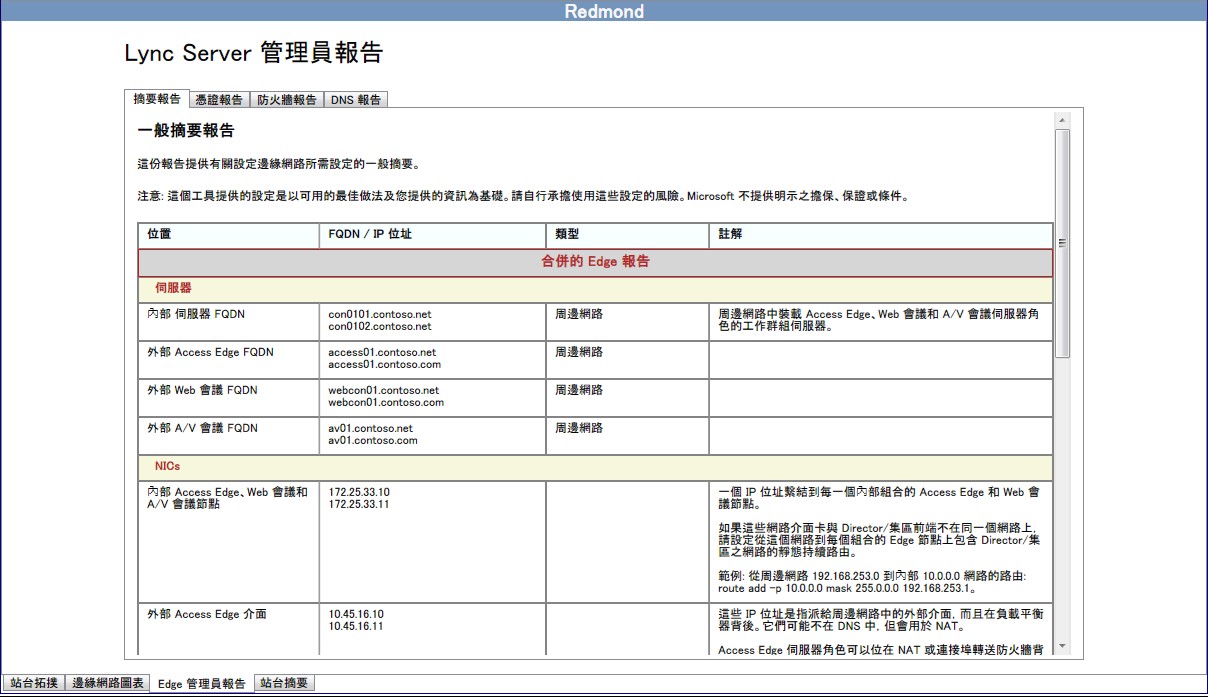 Redmond
Lync Server 管理員報告
摘要報告 憑證報告 防火牆報告 DNS 報告
一般摘要報告
這份報告提供有關設定邊緣網路所需設定的一般摘要。
注意: 這個工具提供的設定是以可用的最佳做法及您提供的資訊為基礎。請自行承擔使用這些設定的風險。Microsoft 不提供明示之擔保、保證或條件。
位置 FQDN / IP 位址 類型 註解
合併的 Edge 報告
伺服器
內部 伺服器 FQDN con0101.contoso.net 周邊網路 周邊網路中裝載 Access Edge、Web 會議和 A/V 會議伺服器角
con0102.contoso.net 色的工作群組伺服器。
外部 Access Edge FQDN access01.contoso.net 周邊網路
access01.contoso.com
外部 Web 會議 FQDN webcon01.contoso.net 周邊網路
webcon01.contoso.com
外部 A/V 會議 FQDN av01.contoso.net 周邊網路
av01.contoso.com
NICs
內部 Access Edge、Web 會議和 172.25.33.10 一個 IP 位址繫結到每一個內部組合的 Access Edge 和 Web 會
A/V 會議節點 172.25.33.11 議節點。
如果這些網路介面卡與 Director/集區前端不在同一個網路上,
請設定從這個網路到每個組合的 Edge 節點上包含 Director/集
區之網路的靜態持續路由。
範例: 從周邊網路 192.168.253.0 到內部 10.0.0.0 網路的路由:
route add -p 10.0.0.0 mask 255.0.0.0 192.168.253.1。
外部 Access Edge 介面 10.45.16.10 這些 IP 位址是指派給周邊網路中的外部介面, 而且在負載平衡
10.45.16.11 器背後。它們可能不在 DNS 中, 但會用於 NAT。
Access Edge 伺服器角色可以位在 NAT 或連接埠轉送防火牆背
站台拓撲 邊緣網路圖表 Edge 管理員報告 站台摘要